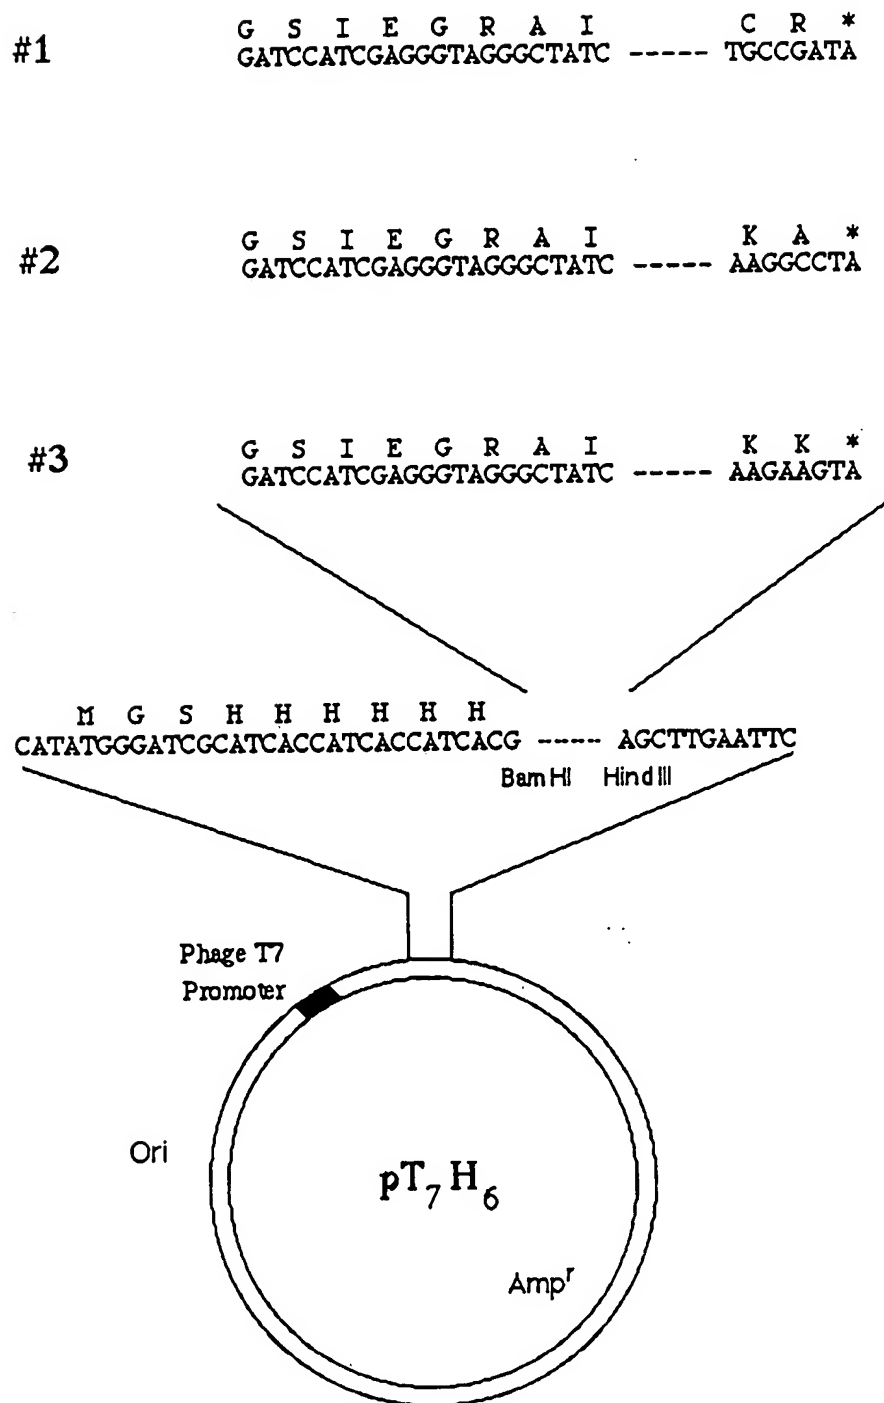 G S I E G R A I C R *
#1 GATCCATCGAGGGTAGGGCTATC ----- TGCCGATA
G S I E G R A I K A *
#2 GATCCATCGAGGGTAGGGCTATC ----- AAGGCCTA
G S I E G R A I K K *
#3 GATCCATCGAGGGTAGGGCTATC ----- AAGAAGTA
M G S H H H H H H
CATATGGGATCGCATCACCATCACCATCACG ----- AGCTTGAATTC
BamHI HindIII
Phage T7
Promoter
Ori
pT7H6
Ampr